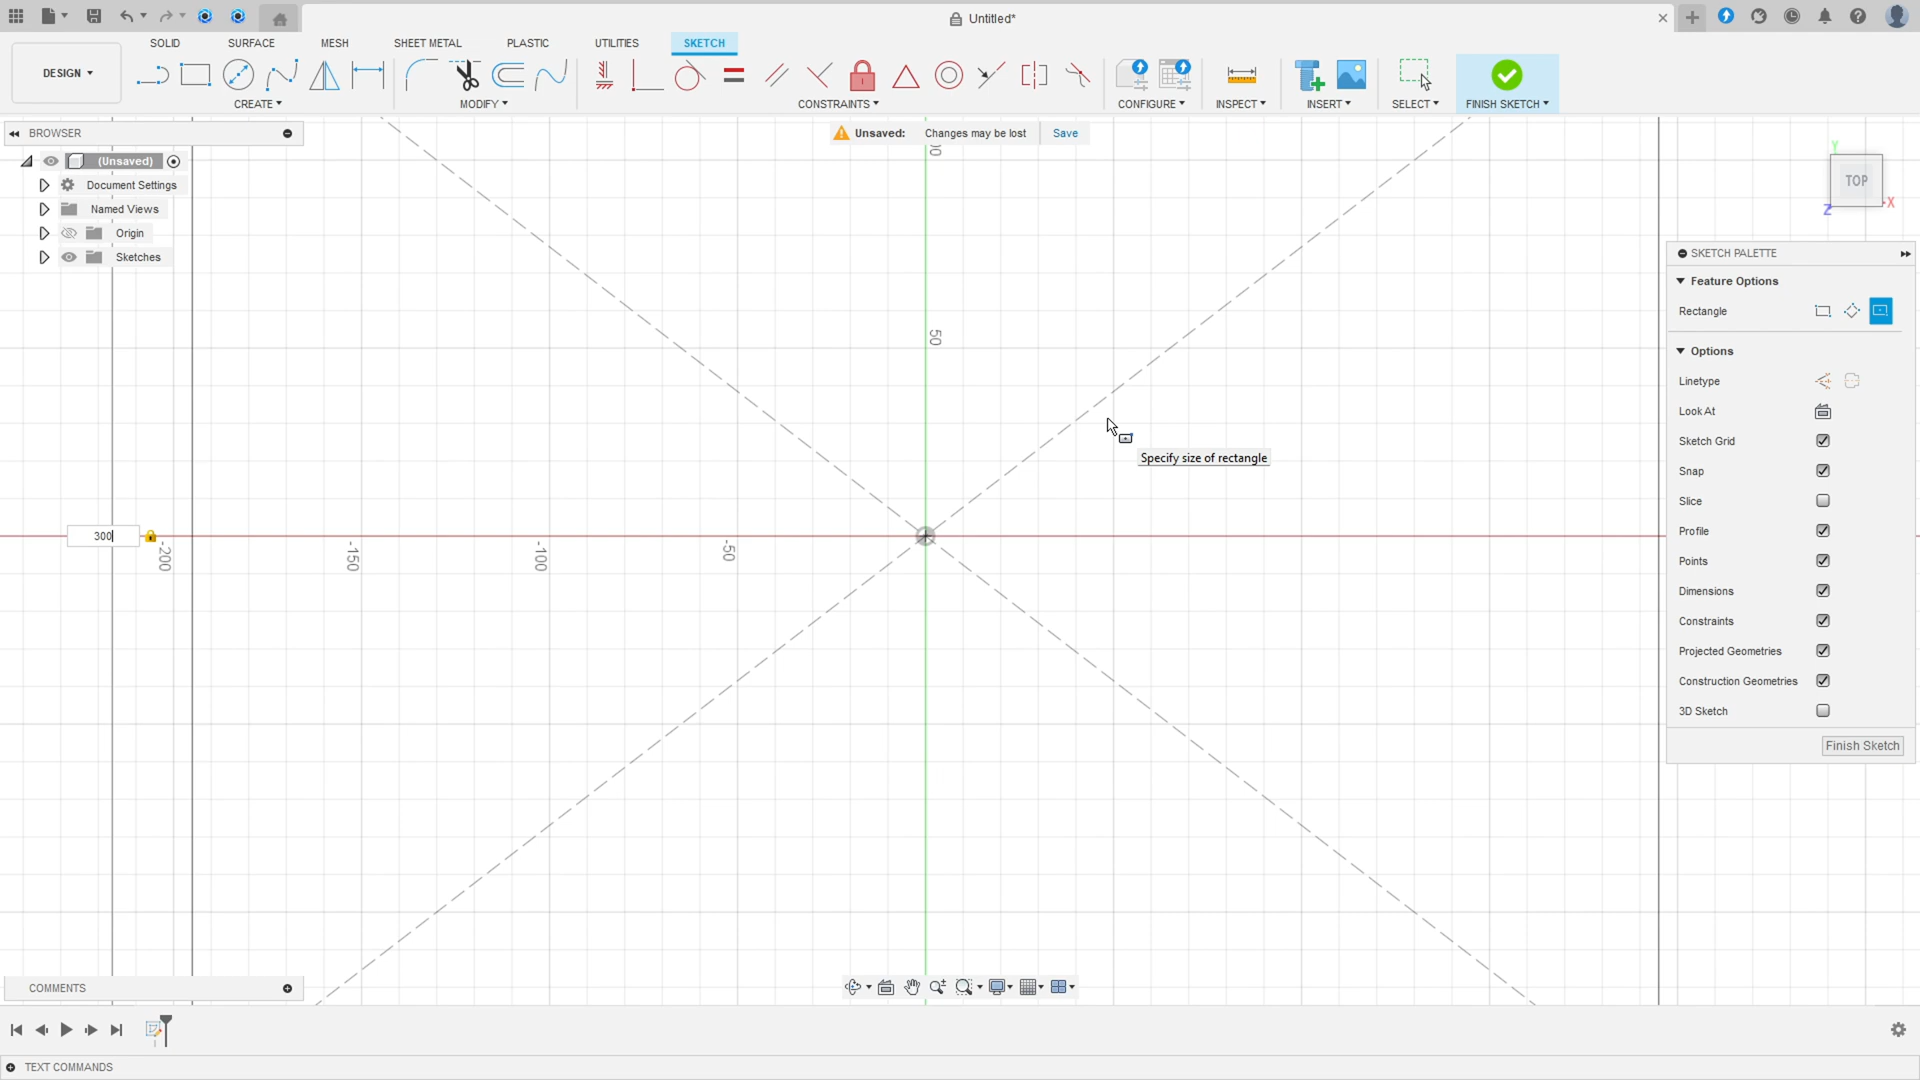 Untitled*
SOLID SURFACE MESH SHEET METAL PLASTIC UTILITIES SKETCH
DESIGN
CREATE MODIFY CONSTRAINTS CONFIGURE INSPECT INSERT SELECT FINISH SKETCH
BROWSER
Unsaved: Changes may be lost Save
(Unsaved)
Document Settings
Named Views
Origin
Sketches
TOP
Y
X
Z
SKETCH PALETTE
Feature Options
Rectangle
Options
Linetype
Look At
Sketch Grid
Snap
Slice
Profile
Points
Dimensions
Constraints
Projected Geometries
Construction Geometries
3D Sketch
Finish Sketch
50
Specify size of rectangle
300
-200
-150
-100
-50
COMMENTS
TEXT COMMANDS